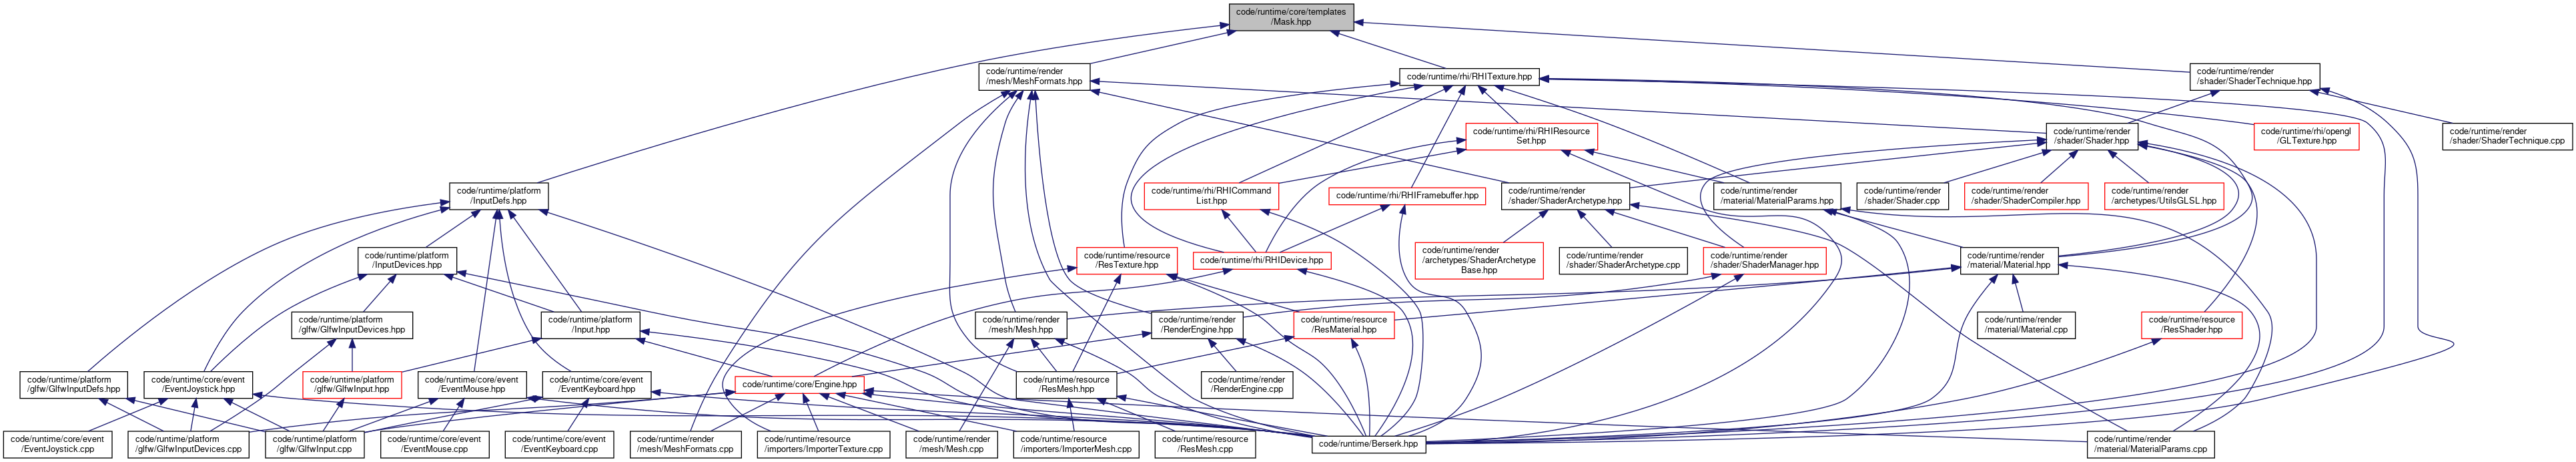 code/runtime/core/templates
/Mask.hpp
code/runtime/render
/mesh/MeshFormats.hpp
code/runtime/rhi/RHITexture.hpp
code/runtime/render
/shader/ShaderTechnique.hpp
code/runtime/rhi/RHIResource
Set.hpp
code/runtime/render
/shader/Shader.hpp
code/runtime/rhi/opengl
/GLTexture.hpp
code/runtime/render
/shader/ShaderTechnique.cpp
code/runtime/platform
/InputDefs.hpp
code/runtime/rhi/RHICommand
List.hpp
code/runtime/rhi/RHIFramebuffer.hpp
code/runtime/render
/shader/ShaderArchetype.hpp
code/runtime/render
/material/MaterialParams.hpp
code/runtime/render
/shader/Shader.cpp
code/runtime/render
/shader/ShaderCompiler.hpp
code/runtime/render
/archetypes/UtilsGLSL.hpp
code/runtime/platform
/InputDevices.hpp
code/runtime/resource
/ResTexture.hpp
code/runtime/rhi/RHIDevice.hpp
code/runtime/render
/archetypes/ShaderArchetype
Base.hpp
code/runtime/render
/shader/ShaderArchetype.cpp
code/runtime/render
/shader/ShaderManager.hpp
code/runtime/render
/material/Material.hpp
code/runtime/platform
/glfw/GlfwInputDevices.hpp
code/runtime/platform
/Input.hpp
code/runtime/render
/mesh/Mesh.hpp
code/runtime/render
/RenderEngine.hpp
code/runtime/resource
/ResMaterial.hpp
code/runtime/render
/material/Material.cpp
code/runtime/resource
/ResShader.hpp
code/runtime/platform
/glfw/GlfwInputDefs.hpp
code/runtime/core/event
/EventJoystick.hpp
code/runtime/platform
/glfw/GlfwInput.hpp
code/runtime/core/event
/EventMouse.hpp
code/runtime/core/event
/EventKeyboard.hpp
code/runtime/core/Engine.hpp
code/runtime/resource
/ResMesh.hpp
code/runtime/render
/RenderEngine.cpp
code/runtime/core/event
/EventJoystick.cpp
code/runtime/platform
/glfw/GlfwInputDevices.cpp
code/runtime/platform
/glfw/GlfwInput.cpp
code/runtime/core/event
/EventMouse.cpp
code/runtime/core/event
/EventKeyboard.cpp
code/runtime/render
/mesh/MeshFormats.cpp
code/runtime/resource
/importers/ImporterTexture.cpp
code/runtime/render
/mesh/Mesh.cpp
code/runtime/resource
/importers/ImporterMesh.cpp
code/runtime/resource
/ResMesh.cpp
code/runtime/Berserk.hpp
code/runtime/render
/material/MaterialParams.cpp